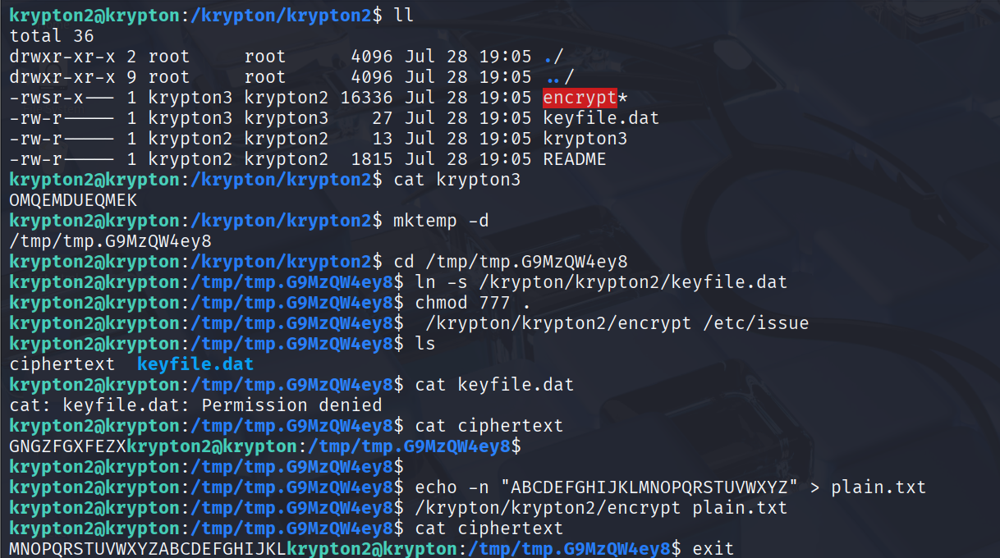 krypton2@krypton:/krypton/krypton2$ ll
total 36
drwxr-xr-x 2 root     root      4096 Jul 28 19:05 ./
drwxr-xr-x 9 root     root      4096 Jul 28 19:05 ../
-rwsr-x--- 1 krypton3 krypton2 16336 Jul 28 19:05 encrypt*
-rw-r----- 1 krypton3 krypton3    27 Jul 28 19:05 keyfile.dat
-rw-r----- 1 krypton2 krypton2    13 Jul 28 19:05 krypton3
-rw-r----- 1 krypton2 krypton2  1815 Jul 28 19:05 README
krypton2@krypton:/krypton/krypton2$ cat krypton3
OMQEMDUEQMEK
krypton2@krypton:/krypton/krypton2$ mktemp -d
/tmp/tmp.G9MzQW4ey8
krypton2@krypton:/krypton/krypton2$ cd /tmp/tmp.G9MzQW4ey8
krypton2@krypton:/tmp/tmp.G9MzQW4ey8$ ln -s /krypton/krypton2/keyfile.dat
krypton2@krypton:/tmp/tmp.G9MzQW4ey8$ chmod 777 .
krypton2@krypton:/tmp/tmp.G9MzQW4ey8$  /krypton/krypton2/encrypt /etc/issue
krypton2@krypton:/tmp/tmp.G9MzQW4ey8$ ls
ciphertext  keyfile.dat
krypton2@krypton:/tmp/tmp.G9MzQW4ey8$ cat keyfile.dat
cat: keyfile.dat: Permission denied
krypton2@krypton:/tmp/tmp.G9MzQW4ey8$ cat ciphertext
GNGZFGXFEZXkrypton2@krypton:/tmp/tmp.G9MzQW4ey8$
krypton2@krypton:/tmp/tmp.G9MzQW4ey8$
krypton2@krypton:/tmp/tmp.G9MzQW4ey8$ echo -n "ABCDEFGHIJKLMNOPQRSTUVWXYZ" > plain.txt
krypton2@krypton:/tmp/tmp.G9MzQW4ey8$ /krypton/krypton2/encrypt plain.txt
krypton2@krypton:/tmp/tmp.G9MzQW4ey8$ cat ciphertext
MNOPQRSTUVWXYZABCDEFGHIJKLkrypton2@krypton:/tmp/tmp.G9MzQW4ey8$ exit